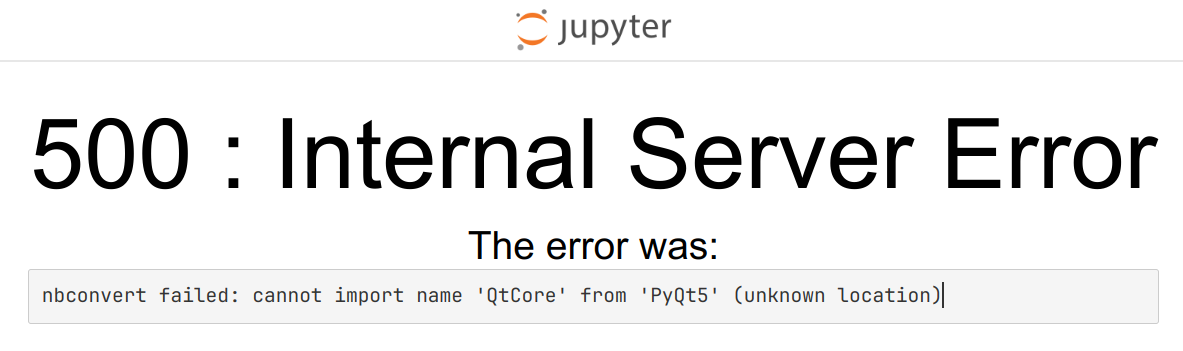 jupyter
500 : Internal Server Error
The error was:
nbconvert failed: cannot import name 'QtCore' from 'PyQt5' (unknown location)